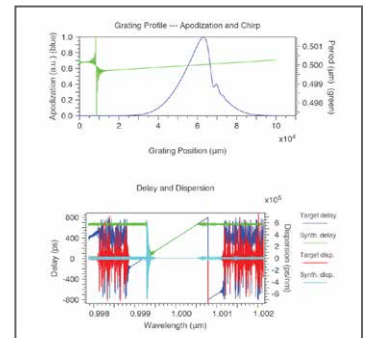 Grating Profile --- Apodization and Chirp
Apodization (a.u.) (blue)
1.0
0.8
0.6
0.4
0.2
0.0
0.501
0.500
0.499
0.498
Period (µm) (green)
0 2 4 6 8 10
x10⁴
Grating Position (µm)
Delay and Dispersion
x10⁵
Delay (ps)
800
400
0
-400
-800
6
4
2
0
-2
-4
-6
Dispersion (ps/nm)
0.998 0.999 1.000 1.001 1.002
Wavelength (µm)
Target delay
Synth. delay
Target disp.
Synth. disp.